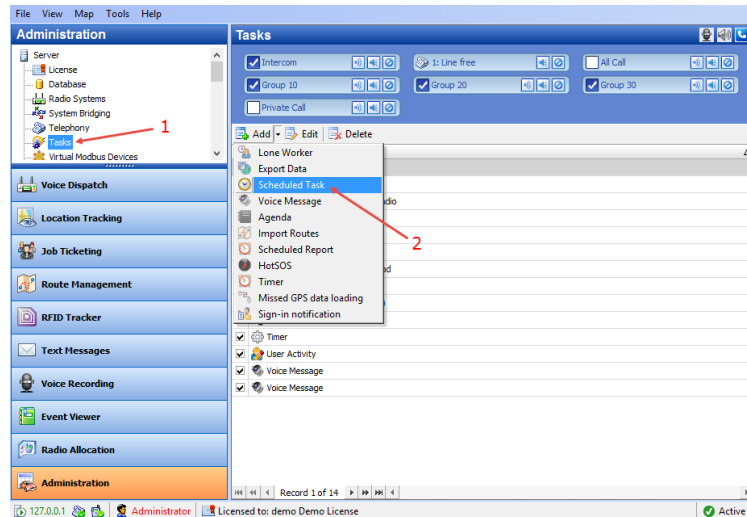 File View Map Tools Help
Administration
Server
License
Database
Radio Systems
System Bridging
Telephony
Tasks
Virtual Modbus Devices
1
Voice Dispatch
Location Tracking
Job Ticketing
Route Management
RFID Tracker
Text Messages
Voice Recording
Event Viewer
Radio Allocation
Administration
Tasks
Intercom
1: Line free
All Call
Group 10
Group 20
Group 30
Private Call
Add Edit Delete
Lone Worker
Export Data
Scheduled Task
Voice Message
Agenda
Import Routes
Scheduled Report
HotSOS
Timer
Missed GPS data loading
Sign-in notification
2
Timer
User Activity
Voice Message
Voice Message
Record 1 of 14
127.0.0.1 Administrator Licensed to: demo Demo License Active